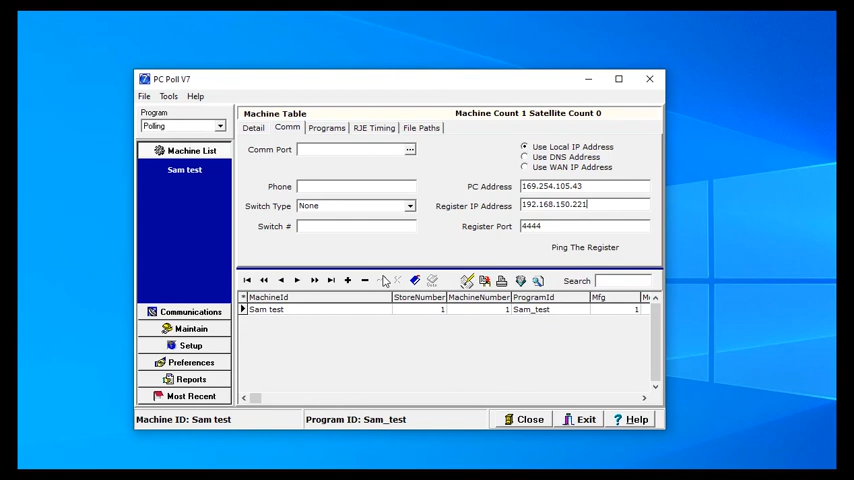 PC Poll V7
File Tools Help
Program
Polling
Machine List
Sam test
Communications
Maintain
Setup
Preferences
Reports
Most Recent
Machine Table
Machine Count 1 Satellite Count 0
Detail Comm Programs RJE Timing File Paths
Comm Port ...
Phone
Switch Type None
Switch #
Use Local IP Address
Use DNS Address
Use WAN IP Address
PC Address 169.254.105.43
Register IP Address 192.168.150.221
Register Port 4444
Ping The Register
Search
* MachineId StoreNumber MachineNumber ProgramId Mfg
Sam test 1 1 Sam_test 1
Machine ID: Sam test
Program ID: Sam_test
Close Exit Help